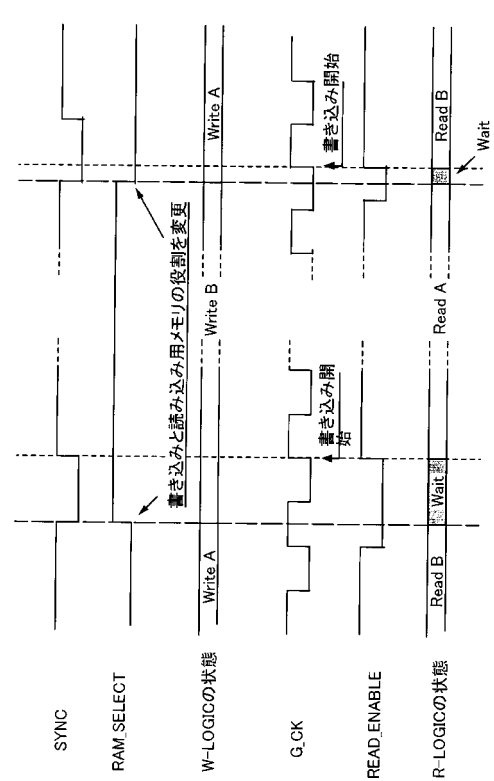 SYNC
RAM_SELECT
書き込みと読み込み用メモリの役割を変更
W-LOGICの状態
Write A
Write B
Write A
G_CK
書き込み開
始
書き込み開始
READ_ENABLE
R-LOGICの状態
Read B
Wait
Read A
Read B
Wait